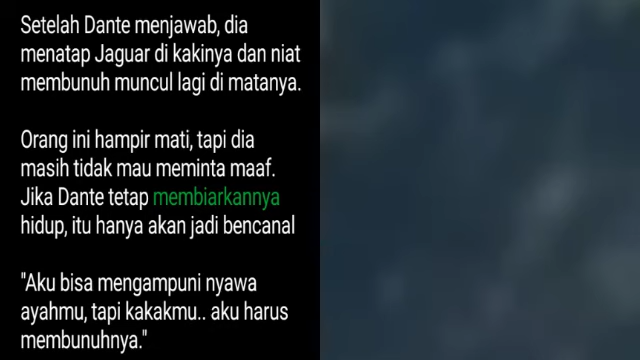 Setelah Dante menjawab, dia
menatap Jaguar di kakinya dan niat
membunuh muncul lagi di matanya.
Orang ini hampir mati, tapi dia
masih tidak mau meminta maaf.
Jika Dante tetap membiarkannya
hidup, itu hanya akan jadi bencanal
"Aku bisa mengampuni nyawa
ayahmu, tapi kakakmu.. aku harus
membunuhnya."